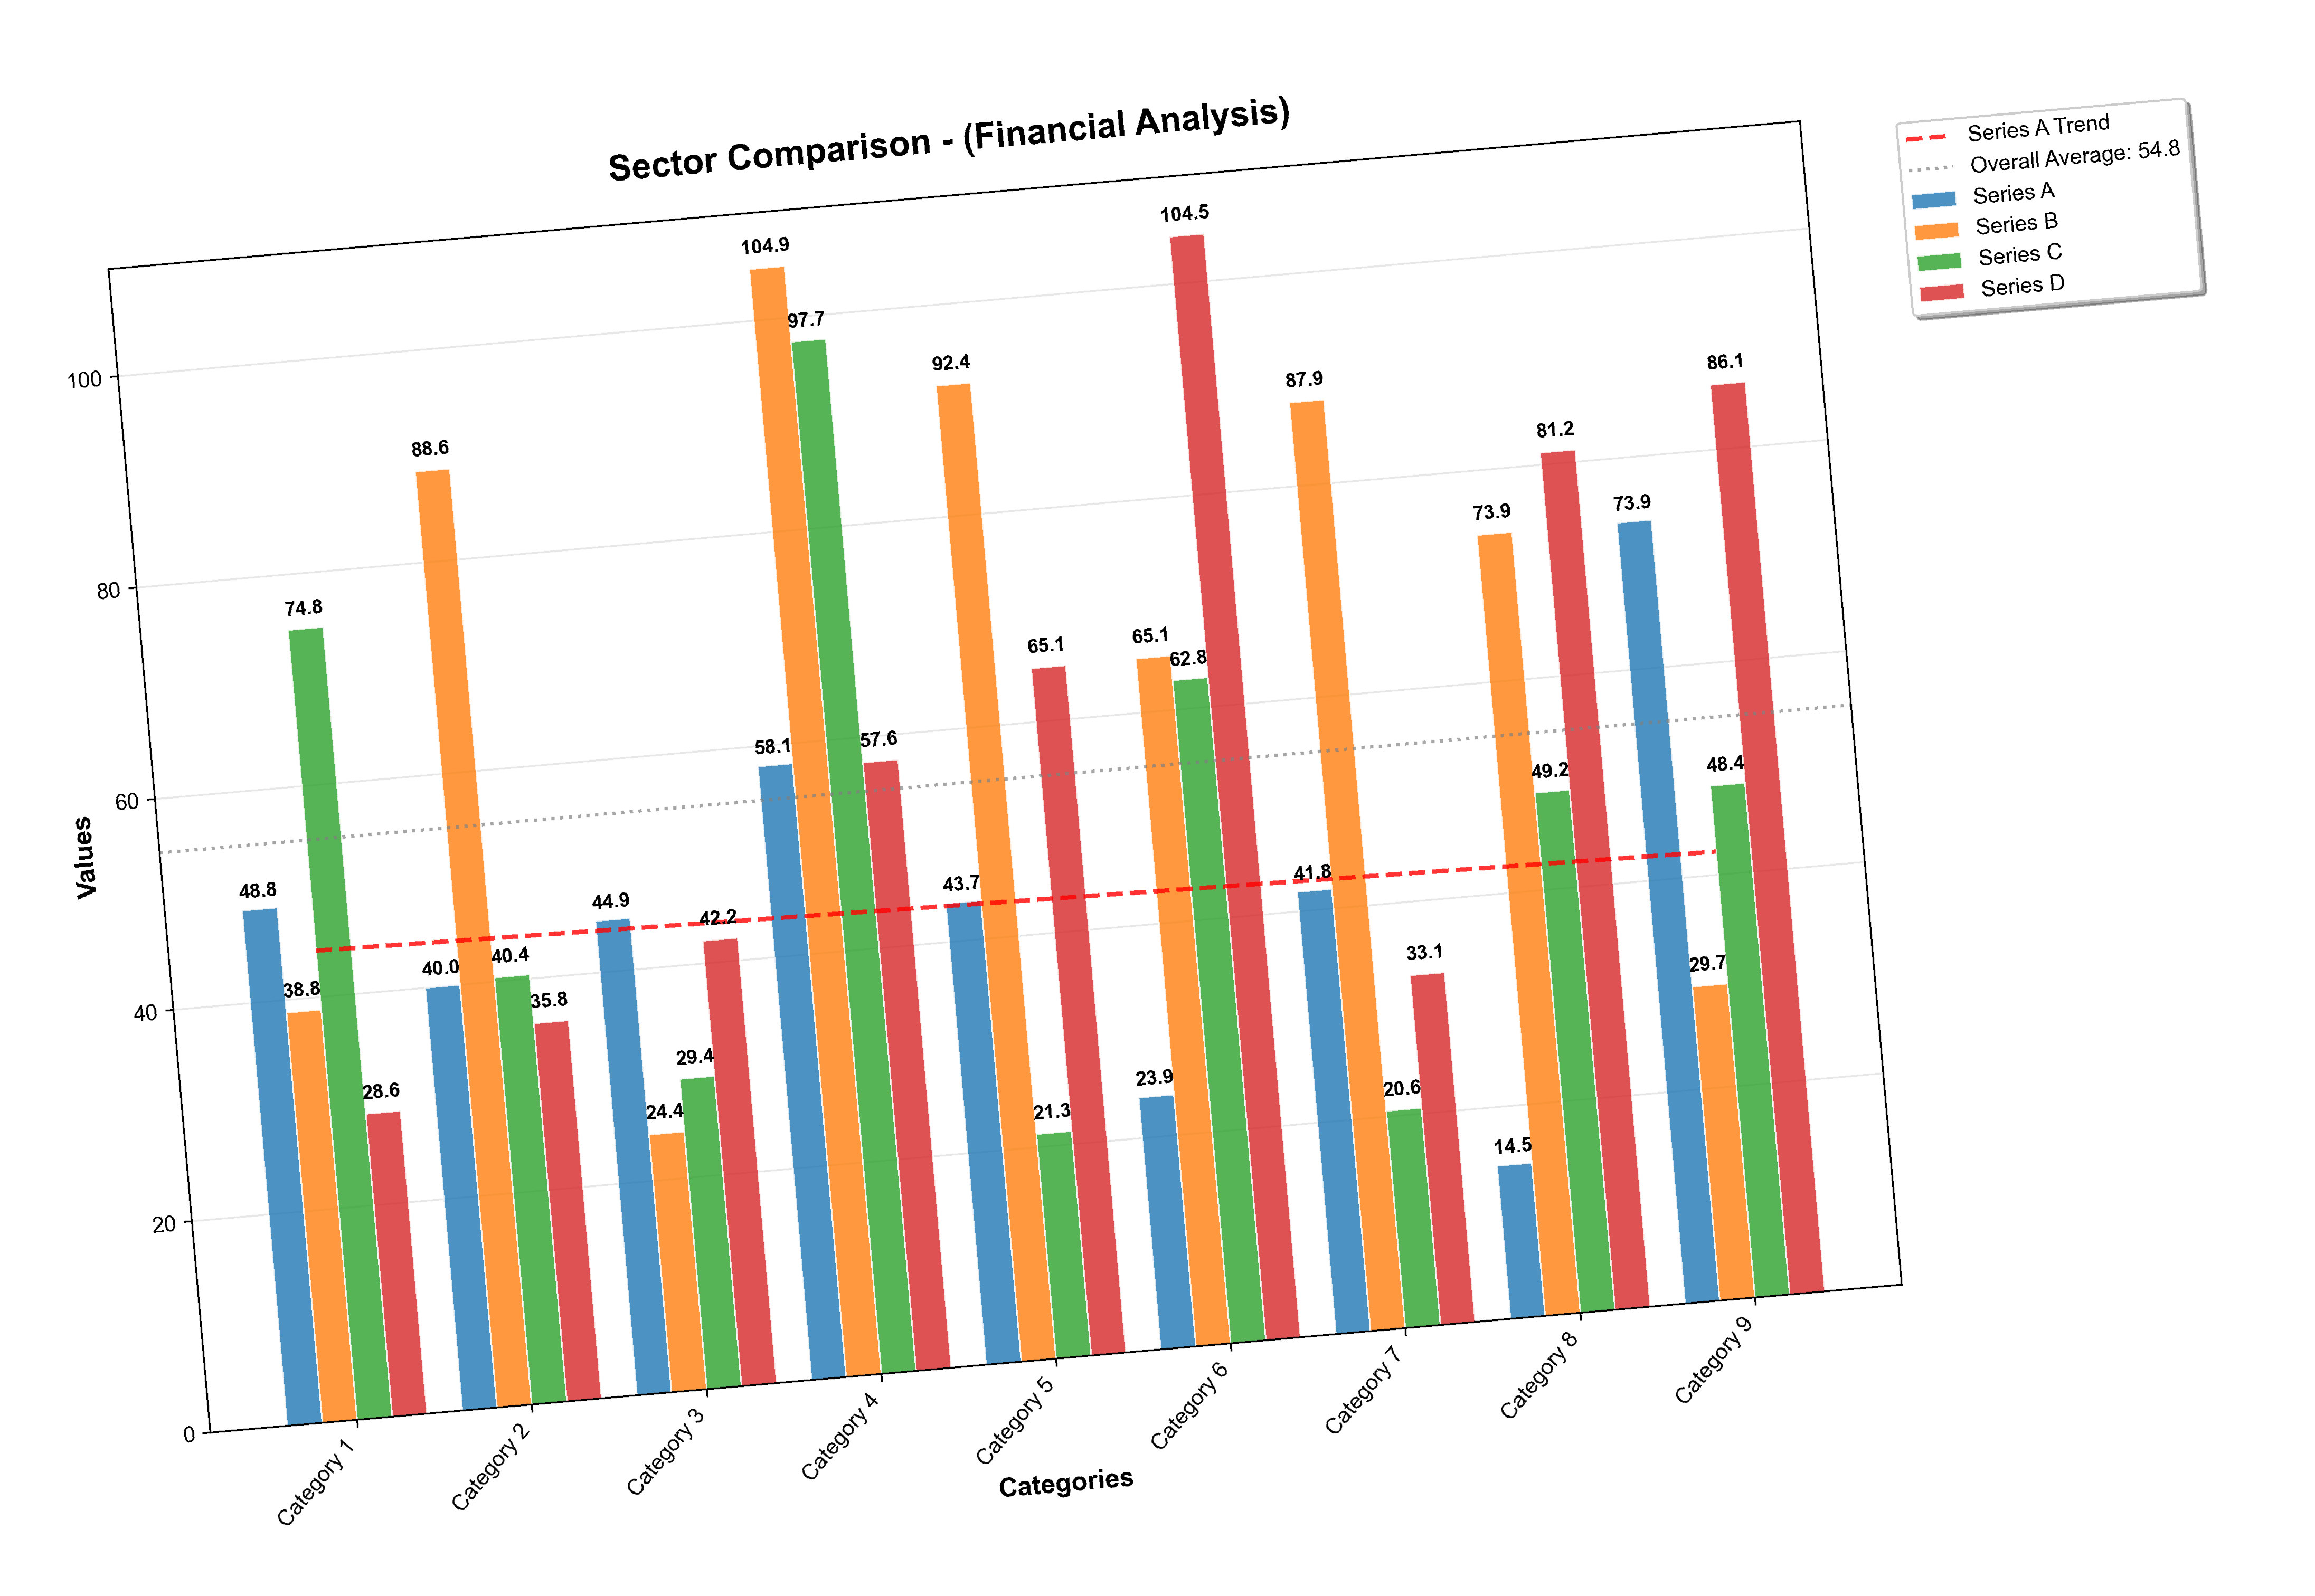 Sector Comparison - (Financial Analysis)
Series A Trend
Overall Average: 54.8
Series A
Series B
Series C
Series D
Values
100
80
60
40
20
0
48.8
38.8
74.8
28.6
40.0
88.6
40.4
35.8
44.9
24.4
29.4
42.2
58.1
104.9
97.7
57.6
43.7
92.4
21.3
65.1
23.9
65.1
62.8
104.5
41.8
87.9
20.6
33.1
14.5
73.9
49.2
81.2
73.9
29.7
48.4
86.1
Category 1
Category 2
Category 3
Category 4
Category 5
Category 6
Category 7
Category 8
Category 9
Categories